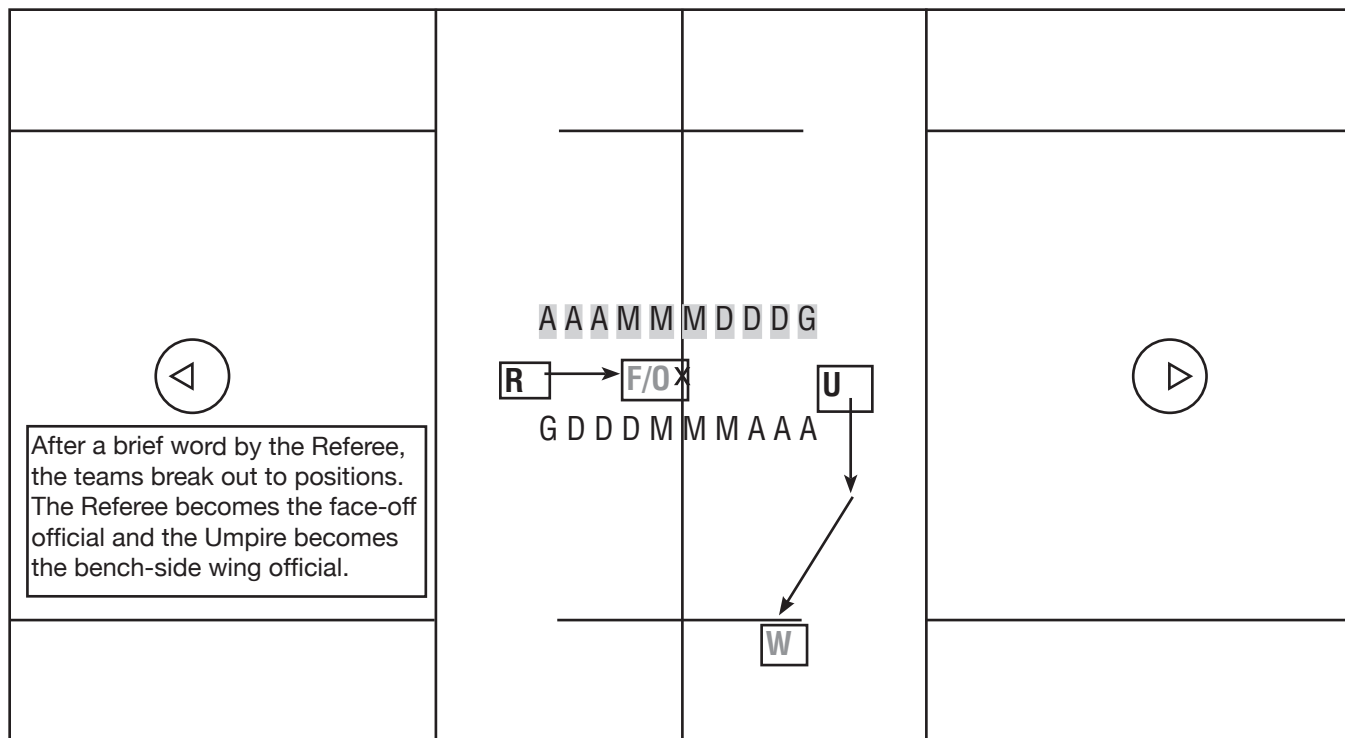 A A A M M M D D D G
R F/O X U
G D D D M M M A A A
After a brief word by the Referee,
the teams break out to positions.
The Referee becomes the face-off
official and the Umpire becomes
the bench-side wing official.
W